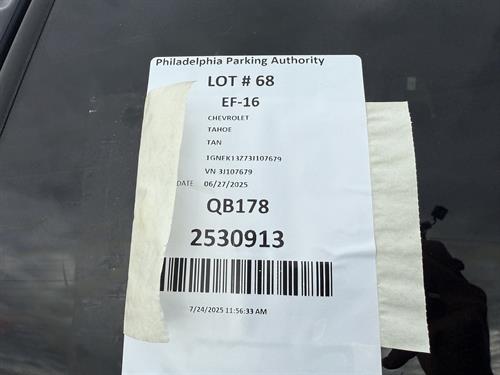 Philadelphia Parking Authority
LOT # 68
EF-16
CHEVROLET
TAHOE
TAN
1GNFK13Z73J107679
VN 3J107679
DATE 06/27/2025
QB178
2530913
7/24/2025 11:56:33 AM